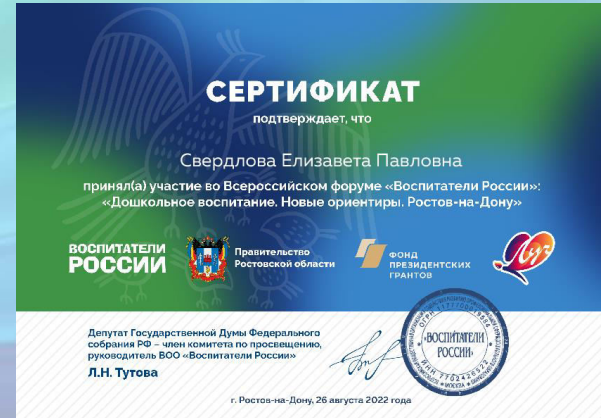 СЕРТИФИКАТ
подтверждает, что
Свердлова Елизавета Павловна
принял(а) участие во Всероссийском форуме «Воспитатели России»:
«Дошкольное воспитание. Новые ориентиры. Ростов-на-Дону»
ВОСПИТАТЕЛИ
РОССИИ
Правительство
Ростовской области
ФОНД
ПРЕЗИДЕНТСКИХ
ГРАНТОВ
Луч
Депутат Государственной Думы Федерального
собрания РФ – член комитета по просвещению,
руководитель ВОО «Воспитатели России»
Л.Н. Тутова
«ВОСПИТАТЕЛИ
РОССИИ»
г. Ростов-на-Дону, 26 августа 2022 года